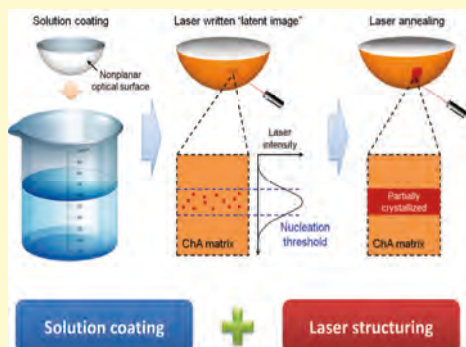 Solution coating
Nonplanar
optical surface
Laser written "latent image"
Laser
intensity
Nucleation
threshold
ChA matrix
Laser annealing
Partially
crystallized
ChA matrix
Solution coating
Laser structuring